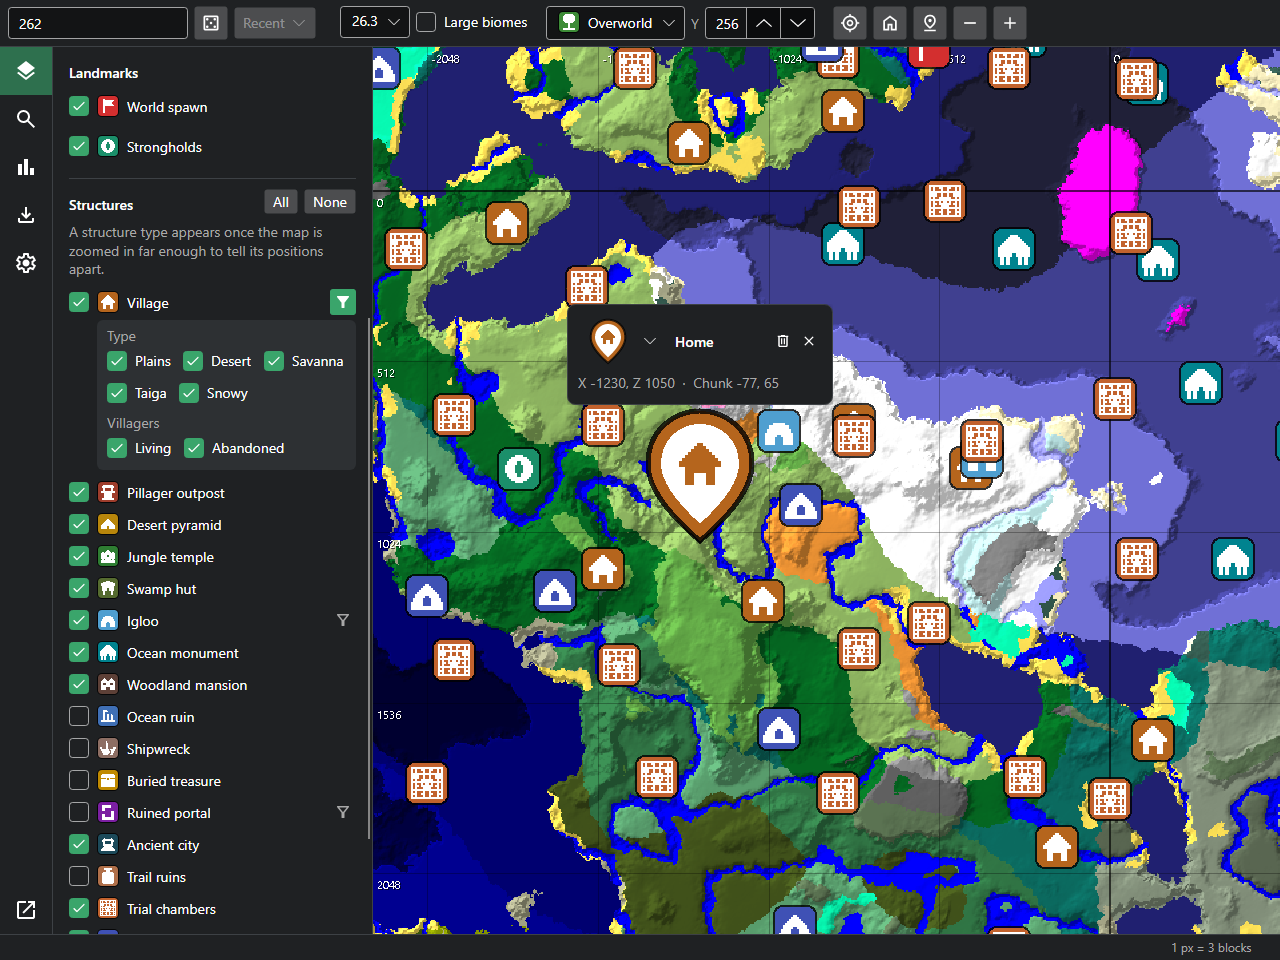 262
Recent
26.3
Large biomes
Overworld
Y
256
Landmarks
World spawn
Strongholds
Structures
All
None
A structure type appears once the map is
zoomed in far enough to tell its positions
apart.
Village
Type
Plains
Desert
Savanna
Taiga
Snowy
Villagers
Living
Abandoned
Pillager outpost
Desert pyramid
Jungle temple
Swamp hut
Igloo
Ocean monument
Woodland mansion
Ocean ruin
Shipwreck
Buried treasure
Ruined portal
Ancient city
Trail ruins
Trial chambers
-2048
-1024
0
0
512
1024
1536
2048
Home
X -1230, Z 1050 · Chunk -77, 65
1 px = 3 blocks